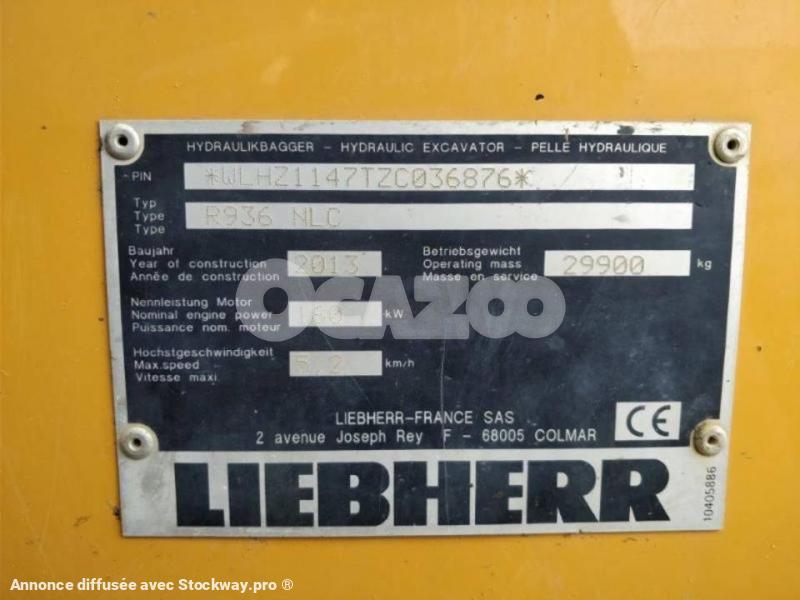 HYDRAULIKBAGGER - HYDRAULIC EXCAVATOR - PELLE HYDRAULIQUE
PIN *WLHZ1147TZC036876*
Typ
Type R936 NLC
Type
Baujahr
Year of construction 2013
Année de construction
Betriebsgewicht
Operating mass 29900 kg
Masse en service
Nennleistung Motor
Nominal engine power 160 kW
Puissance nom. moteur
Hochstgeschwindigkeit
Max.speed 5.2 km/h
Vitesse maxi
OCAZOO
LIEBHERR-FRANCE SAS
2 avenue Joseph Rey F - 68005 COLMAR
CE
LIEBHERR
10405886
Annonce diffusée avec Stockway.pro ®